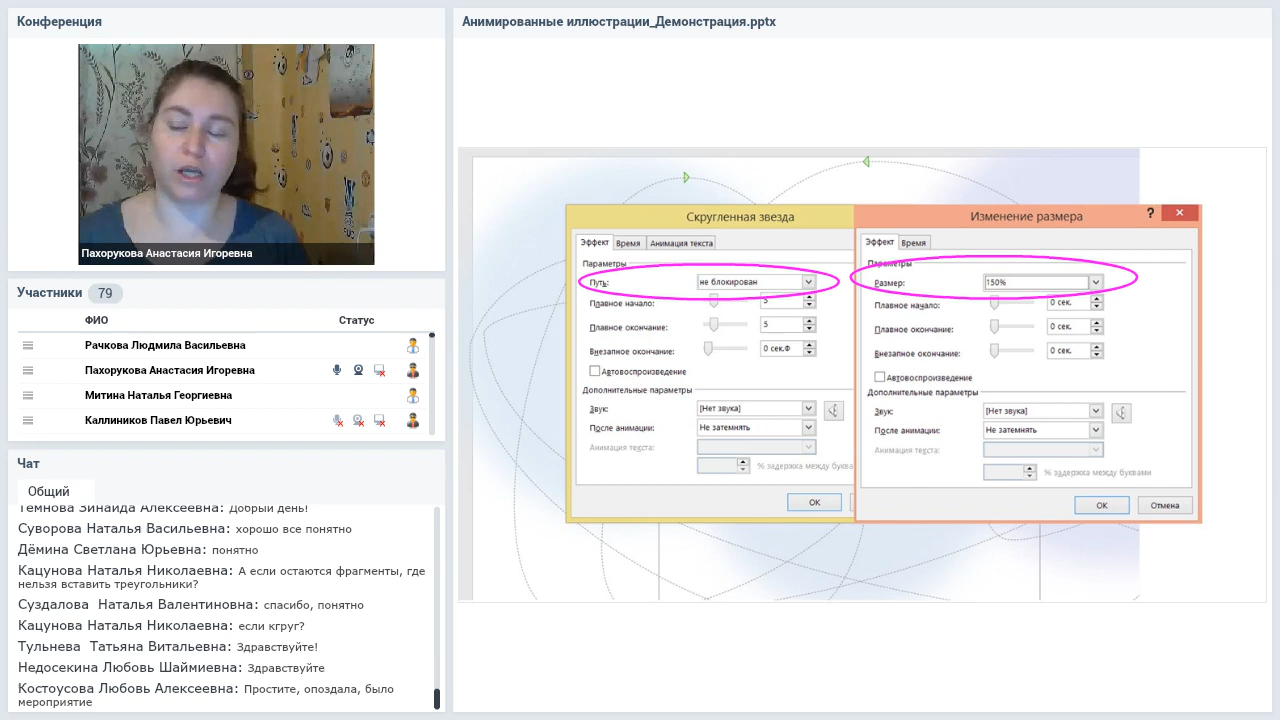 Конференция
Пахорукова Анастасия Игоревна
Участники 79
ФИО Статус
Рачкова Людмила Васильевна
Пахорукова Анастасия Игоревна
Митина Наталья Георгиевна
Каллиников Павел Юрьевич
Чат
Общий
Темнова Зинаида Алексеевна: Добрый день!
Суворова Наталья Васильевна: хорошо все понятно
Дёмина Светлана Юрьевна: понятно
Кацунова Наталья Николаевна: А если остаются фрагменты, где
нельзя вставить треугольники?
Суздалова Наталья Валентиновна: спасибо, понятно
Кацунова Наталья Николаевна: если кгруг?
Тульнева Татьяна Витальевна: Здравствуйте!
Недосекина Любовь Шаймиевна: Здравствуйте
Костоусова Любовь Алексеевна: Простите, опоздала, было
мероприятие
Анимированные иллюстрации_Демонстрация.pptx
Скругленная звезда
Эффект Время Анимация текста
Параметры
Путь: не блокирован
Плавное начало: 5
Плавное окончание: 5
Внезапное окончание: 0 сек.Ф
Автовоспроизведение
Дополнительные параметры
Звук: [Нет звука]
После анимации: Не затемнять
Анимация текста:
% задержка между буква
ОК
Изменение размера ?
Эффект Время
Параметры
Размер: 150%
Плавное начало: 0 сек.
Плавное окончание: 0 сек.
Внезапное окончание: 0 сек.
Автовоспроизведение
Дополнительные параметры
Звук: [Нет звука]
После анимации: Не затемнять
Анимация текста:
% задержка между буквами
ОК Отмена